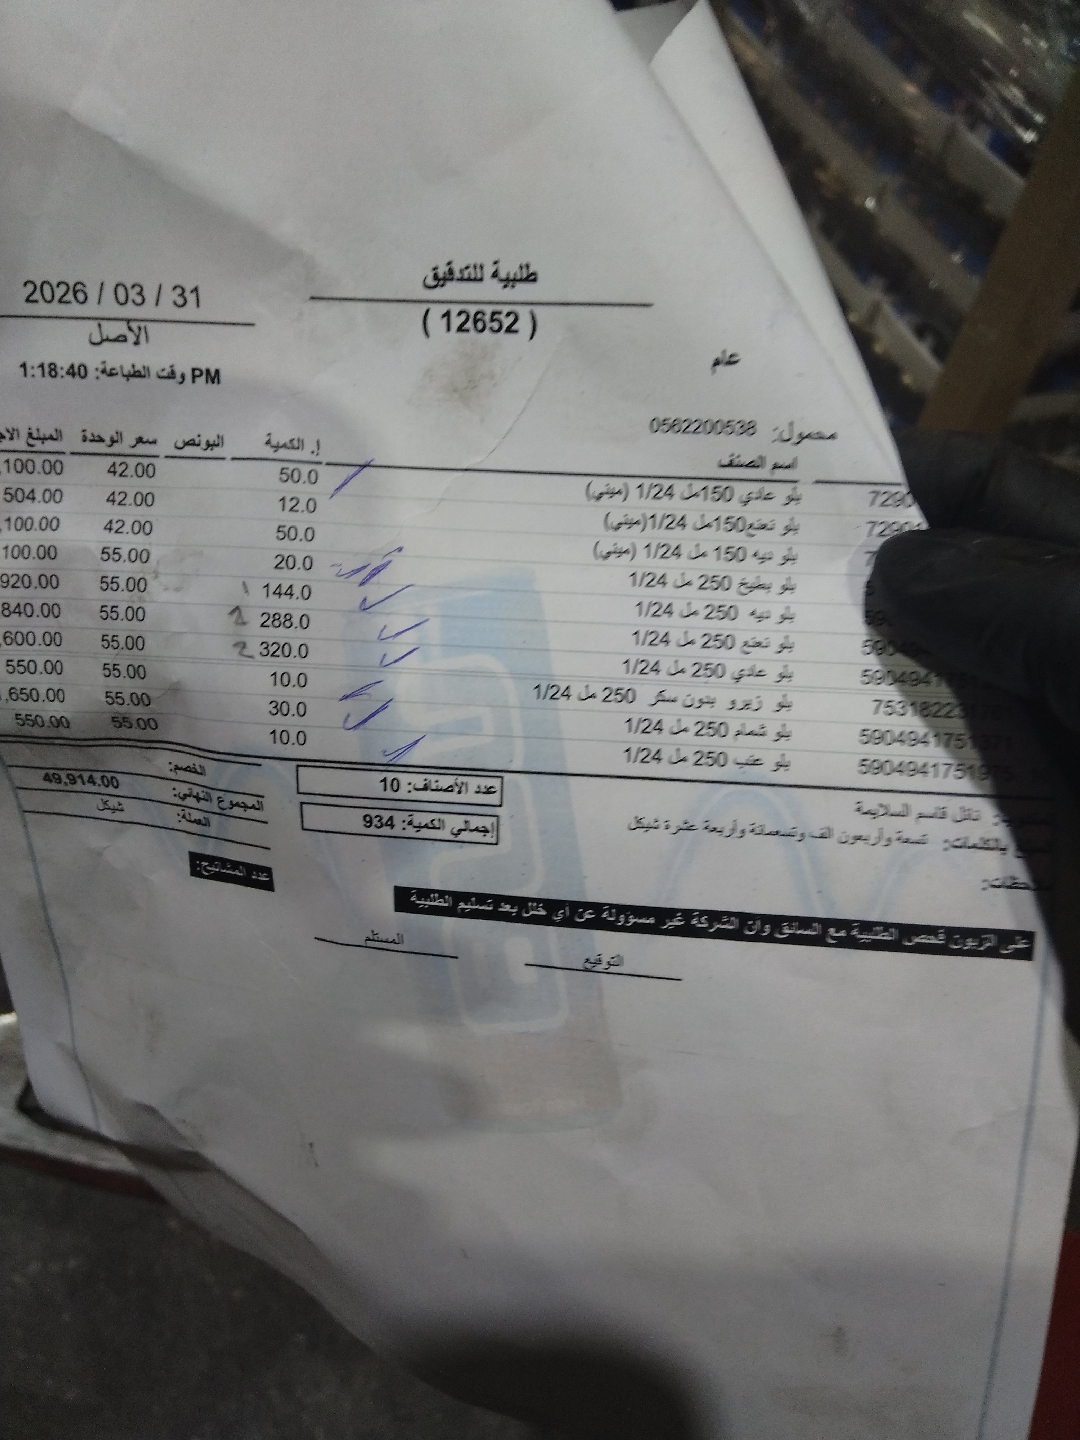 طلبية للتدقيق
( 12652 )
2026 / 03 / 31
الأصل
وقت الطباعة: 1:18:40 PM
عام
محمول: 0562200538
اسم الصنف إ. الكمية البونص سعر الوحدة المبلغ
بلو عادي 150مل 1/24 (ميني) 50.0 42.00 ,100.00
بلو نعنع150مل 1/24(ميني) 12.0 42.00 504.00
بلو ديه 150 مل 1/24 (ميني) 50.0 42.00 ,100.00
بلو بطيخ 250 مل 1/24 20.0 55.00 100.00
بلو ديه 250 مل 1/24 144.0 55.00 920.00
بلو نعنع 250 مل 1/24 288.0 55.00 840.00
بلو عادي 250 مل 1/24 320.0 55.00 ,600.00
بلو زيرو بدون سكر 250 مل 1/24 10.0 55.00 550.00
5904941751 بلو شمام 250 مل 1/24 30.0 55.00 ,650.00
5904941751 بلو عنب 250 مل 1/24 10.0 55.00 550.00
عدد الأصناف: 10
إجمالي الكمية: 934
الخصم:
المجموع النهائي: 49,914.00
العملة: شيكل
نائل قاسم السلايمة
بالكلمات: تسعة وأربعون الف وتسعمائة وأربعة عشرة شيكل
عدد المشاتيح:
على الزبون فحص الطلبية مع السائق وان الشركة غير مسؤولة عن أي خلل بعد تسليم الطلبية
المستلم
التوقيع